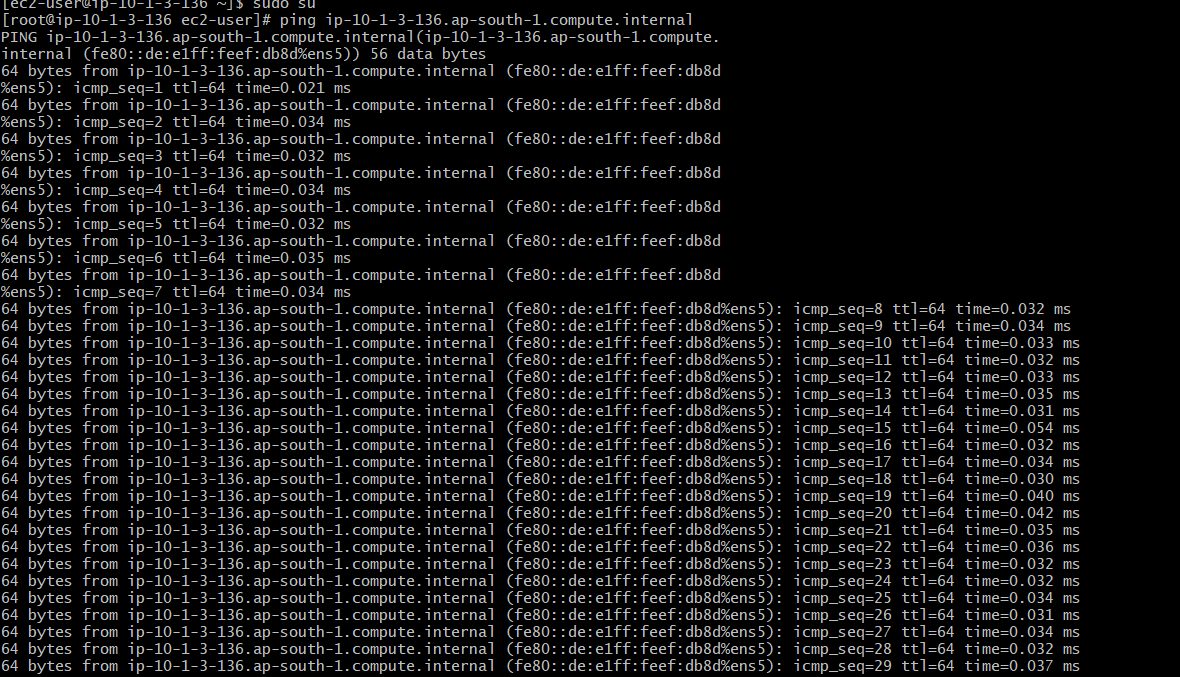 [ec2-user@ip-10-1-3-136 ~]$ sudo su
[root@ip-10-1-3-136 ec2-user]# ping ip-10-1-3-136.ap-south-1.compute.internal
PING ip-10-1-3-136.ap-south-1.compute.internal(ip-10-1-3-136.ap-south-1.compute.
internal (fe80::de:e1ff:feef:db8d%ens5)) 56 data bytes
64 bytes from ip-10-1-3-136.ap-south-1.compute.internal (fe80::de:e1ff:feef:db8d
%ens5): icmp_seq=1 ttl=64 time=0.021 ms
64 bytes from ip-10-1-3-136.ap-south-1.compute.internal (fe80::de:e1ff:feef:db8d
%ens5): icmp_seq=2 ttl=64 time=0.034 ms
64 bytes from ip-10-1-3-136.ap-south-1.compute.internal (fe80::de:e1ff:feef:db8d
%ens5): icmp_seq=3 ttl=64 time=0.032 ms
64 bytes from ip-10-1-3-136.ap-south-1.compute.internal (fe80::de:e1ff:feef:db8d
%ens5): icmp_seq=4 ttl=64 time=0.034 ms
64 bytes from ip-10-1-3-136.ap-south-1.compute.internal (fe80::de:e1ff:feef:db8d
%ens5): icmp_seq=5 ttl=64 time=0.032 ms
64 bytes from ip-10-1-3-136.ap-south-1.compute.internal (fe80::de:e1ff:feef:db8d
%ens5): icmp_seq=6 ttl=64 time=0.035 ms
64 bytes from ip-10-1-3-136.ap-south-1.compute.internal (fe80::de:e1ff:feef:db8d
%ens5): icmp_seq=7 ttl=64 time=0.034 ms
64 bytes from ip-10-1-3-136.ap-south-1.compute.internal (fe80::de:e1ff:feef:db8d%ens5): icmp_seq=8 ttl=64 time=0.032 ms
64 bytes from ip-10-1-3-136.ap-south-1.compute.internal (fe80::de:e1ff:feef:db8d%ens5): icmp_seq=9 ttl=64 time=0.034 ms
64 bytes from ip-10-1-3-136.ap-south-1.compute.internal (fe80::de:e1ff:feef:db8d%ens5): icmp_seq=10 ttl=64 time=0.033 ms
64 bytes from ip-10-1-3-136.ap-south-1.compute.internal (fe80::de:e1ff:feef:db8d%ens5): icmp_seq=11 ttl=64 time=0.032 ms
64 bytes from ip-10-1-3-136.ap-south-1.compute.internal (fe80::de:e1ff:feef:db8d%ens5): icmp_seq=12 ttl=64 time=0.033 ms
64 bytes from ip-10-1-3-136.ap-south-1.compute.internal (fe80::de:e1ff:feef:db8d%ens5): icmp_seq=13 ttl=64 time=0.035 ms
64 bytes from ip-10-1-3-136.ap-south-1.compute.internal (fe80::de:e1ff:feef:db8d%ens5): icmp_seq=14 ttl=64 time=0.031 ms
64 bytes from ip-10-1-3-136.ap-south-1.compute.internal (fe80::de:e1ff:feef:db8d%ens5): icmp_seq=15 ttl=64 time=0.054 ms
64 bytes from ip-10-1-3-136.ap-south-1.compute.internal (fe80::de:e1ff:feef:db8d%ens5): icmp_seq=16 ttl=64 time=0.032 ms
64 bytes from ip-10-1-3-136.ap-south-1.compute.internal (fe80::de:e1ff:feef:db8d%ens5): icmp_seq=17 ttl=64 time=0.034 ms
64 bytes from ip-10-1-3-136.ap-south-1.compute.internal (fe80::de:e1ff:feef:db8d%ens5): icmp_seq=18 ttl=64 time=0.030 ms
64 bytes from ip-10-1-3-136.ap-south-1.compute.internal (fe80::de:e1ff:feef:db8d%ens5): icmp_seq=19 ttl=64 time=0.040 ms
64 bytes from ip-10-1-3-136.ap-south-1.compute.internal (fe80::de:e1ff:feef:db8d%ens5): icmp_seq=20 ttl=64 time=0.042 ms
64 bytes from ip-10-1-3-136.ap-south-1.compute.internal (fe80::de:e1ff:feef:db8d%ens5): icmp_seq=21 ttl=64 time=0.035 ms
64 bytes from ip-10-1-3-136.ap-south-1.compute.internal (fe80::de:e1ff:feef:db8d%ens5): icmp_seq=22 ttl=64 time=0.036 ms
64 bytes from ip-10-1-3-136.ap-south-1.compute.internal (fe80::de:e1ff:feef:db8d%ens5): icmp_seq=23 ttl=64 time=0.032 ms
64 bytes from ip-10-1-3-136.ap-south-1.compute.internal (fe80::de:e1ff:feef:db8d%ens5): icmp_seq=24 ttl=64 time=0.032 ms
64 bytes from ip-10-1-3-136.ap-south-1.compute.internal (fe80::de:e1ff:feef:db8d%ens5): icmp_seq=25 ttl=64 time=0.034 ms
64 bytes from ip-10-1-3-136.ap-south-1.compute.internal (fe80::de:e1ff:feef:db8d%ens5): icmp_seq=26 ttl=64 time=0.031 ms
64 bytes from ip-10-1-3-136.ap-south-1.compute.internal (fe80::de:e1ff:feef:db8d%ens5): icmp_seq=27 ttl=64 time=0.034 ms
64 bytes from ip-10-1-3-136.ap-south-1.compute.internal (fe80::de:e1ff:feef:db8d%ens5): icmp_seq=28 ttl=64 time=0.032 ms
64 bytes from ip-10-1-3-136.ap-south-1.compute.internal (fe80::de:e1ff:feef:db8d%ens5): icmp_seq=29 ttl=64 time=0.037 ms